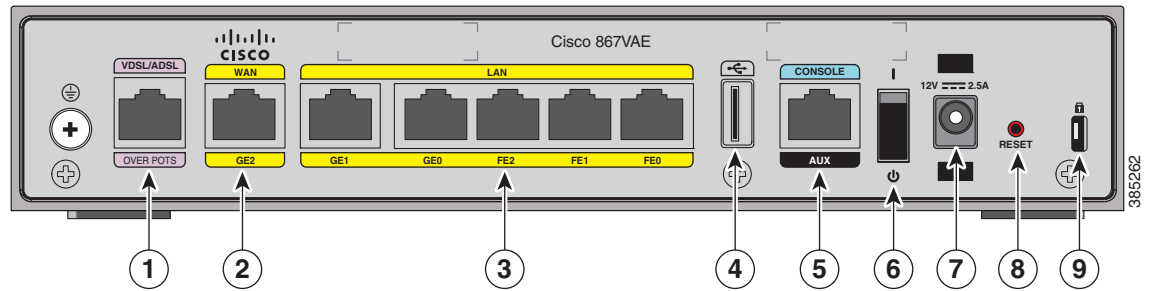 CISCO
Cisco 867VAE
VDSL/ADSL
WAN
LAN
CONSOLE
12V 2.5A
RESET
OVER POTS
GE2
GE1
GE0
FE2
FE1
FE0
AUX
385262
1
2
3
4
5
6
7
8
9